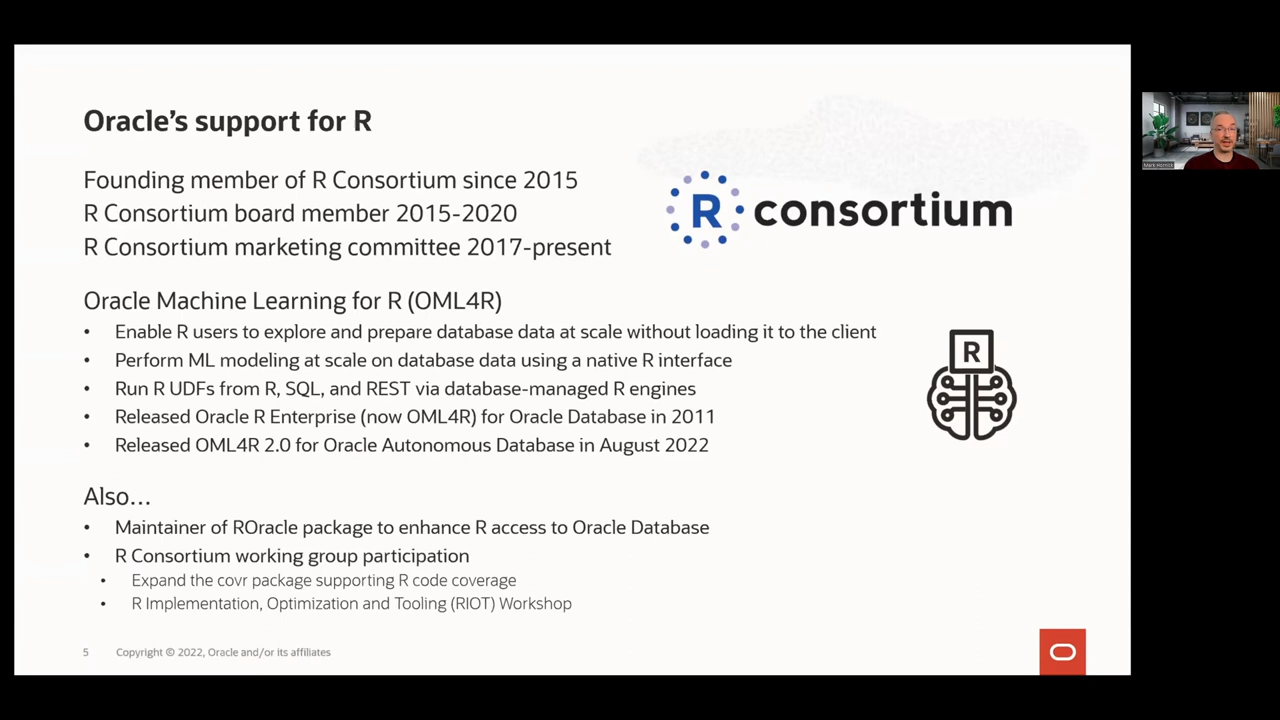 Oracle's support for R
Founding member of R Consortium since 2015
R Consortium board member 2015-2020
R Consortium marketing committee 2017-present
R consortium
Oracle Machine Learning for R (OML4R)
• Enable R users to explore and prepare database data at scale without loading it to the client
• Perform ML modeling at scale on database data using a native R interface
• Run R UDFs from R, SQL, and REST via database-managed R engines
• Released Oracle R Enterprise (now OML4R) for Oracle Database in 2011
• Released OML4R 2.0 for Oracle Autonomous Database in August 2022
R
Also...
• Maintainer of ROracle package to enhance R access to Oracle Database
• R Consortium working group participation
• Expand the covr package supporting R code coverage
• R Implementation, Optimization and Tooling (RIOT) Workshop
5 Copyright © 2022, Oracle and/or its affiliates
Mark Hornick